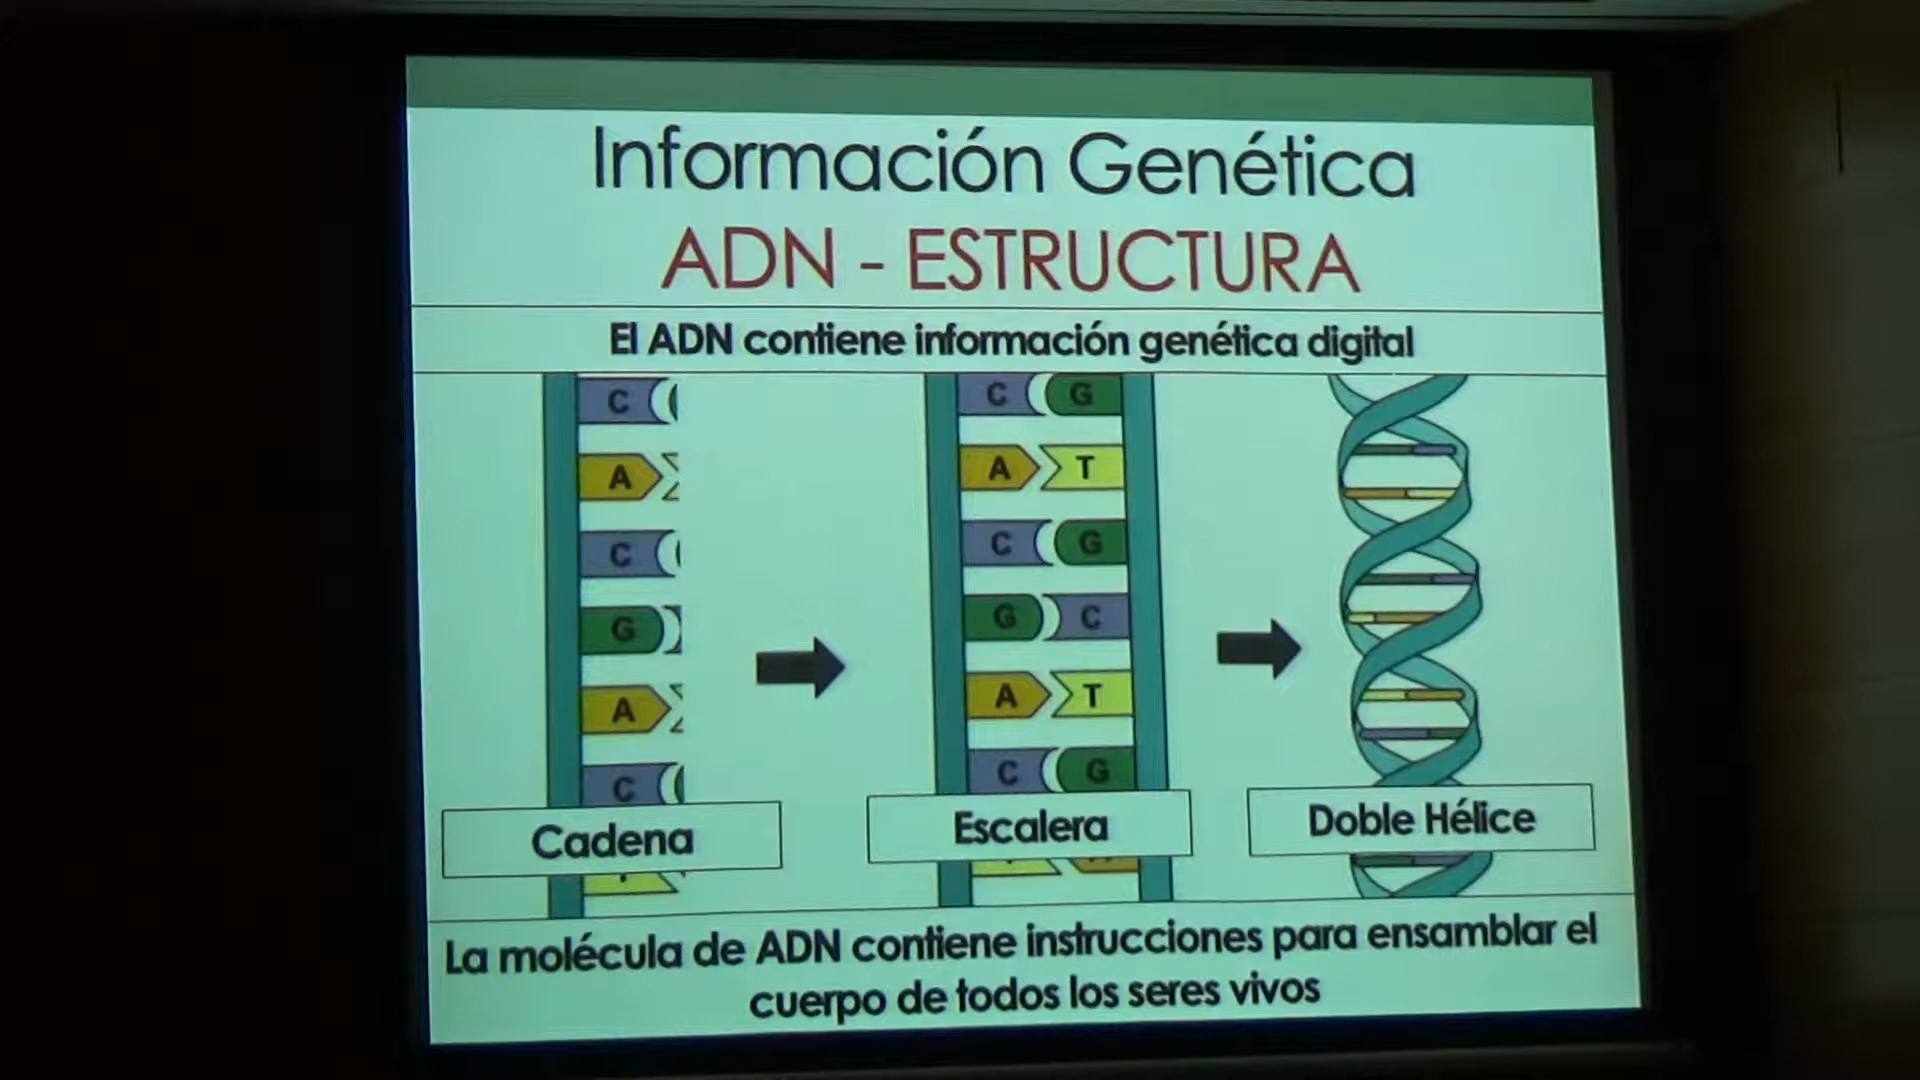 Información Genética
ADN - ESTRUCTURA
El ADN contiene información genética digital
C
A
C
G
A
C
Cadena
C G
A T
C G
G C
A T
C G
Escalera
Doble Hélice
La molécula de ADN contiene instrucciones para ensamblar el
cuerpo de todos los seres vivos